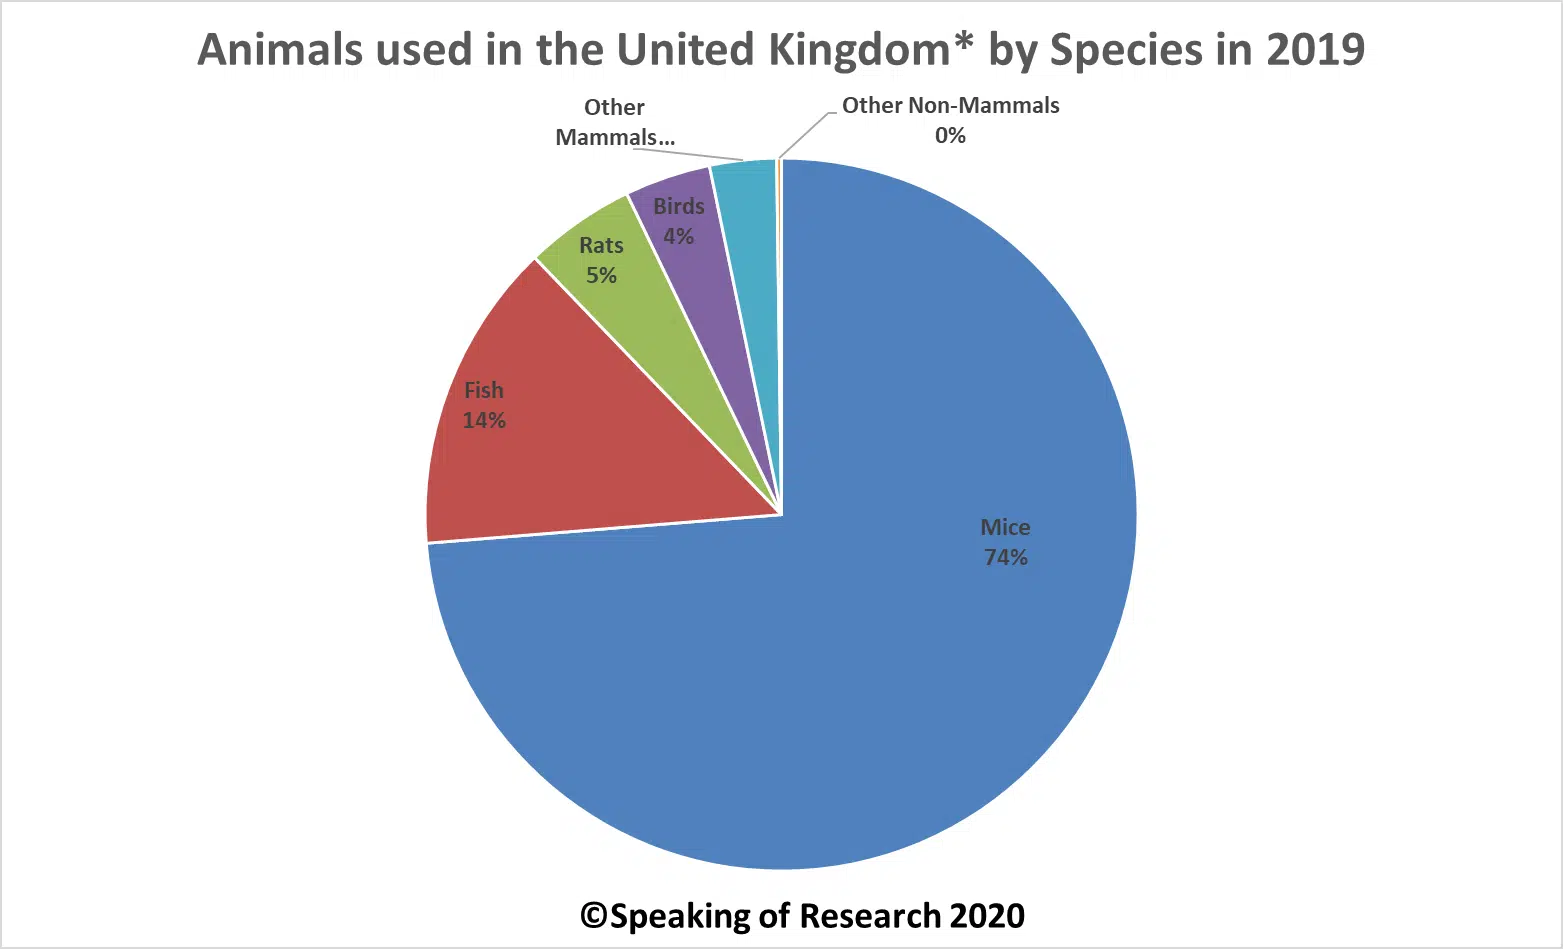 Animals used in the United Kingdom* by Species in 2019
Other
Mammals...
Other Non-Mammals
0%
Birds
4%
Rats
5%
Fish
14%
Mice
74%
©Speaking of Research 2020